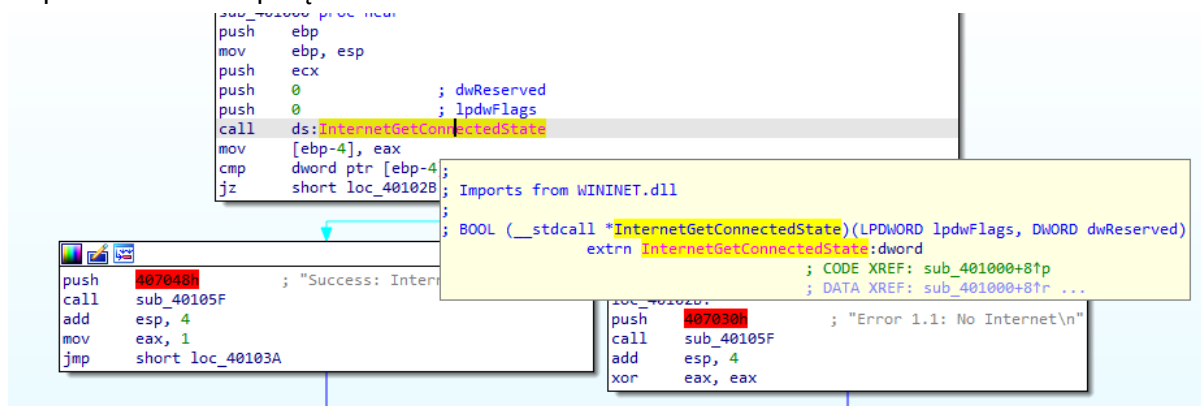 sub_401000 proc near
push ebp
mov ebp, esp
push ecx
push 0 ; dwReserved
push 0 ; lpdwFlags
call ds:InternetGetConnectedState
mov [ebp-4], eax
cmp dword ptr [ebp-4
jz short loc_40102B
;
; Imports from WININET.dll
;
; BOOL (__stdcall *InternetGetConnectedState)(LPDWORD lpdwFlags, DWORD dwReserved)
extrn InternetGetConnectedState:dword
; CODE XREF: sub_401000+8↑p
; DATA XREF: sub_401000+8↑r ...
push 407048h ; "Success: Inter
call sub_40105F
add esp, 4
mov eax, 1
jmp short loc_40103A
loc_40102B:
push 407030h ; "Error 1.1: No Internet\n"
call sub_40105F
add esp, 4
xor eax, eax